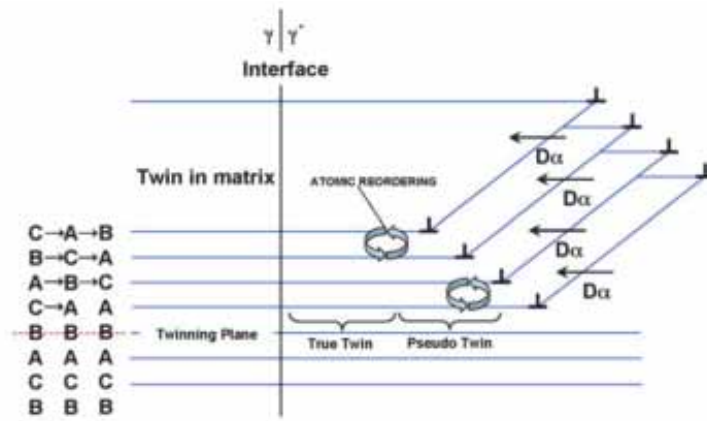 γ γ'
Interface
Dα
Twin in matrix
ATOMIC REORDERING
Dα
C→A→B
Dα
B→C→A
A→B→C
Dα
C→A A
B B B
Twinning Plane
True Twin
Pseudo Twin
A A A
C C C
B B B